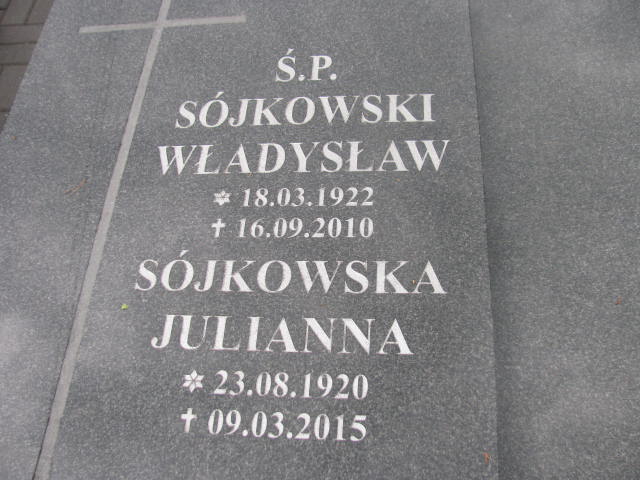 Ś.P.
SÓJKOWSKI
WŁADYSŁAW
* 18.03.1922
✝ 16.09.2010
SÓJKOWSKA
JULIANNA
* 23.08.1920
✝ 09.03.2015